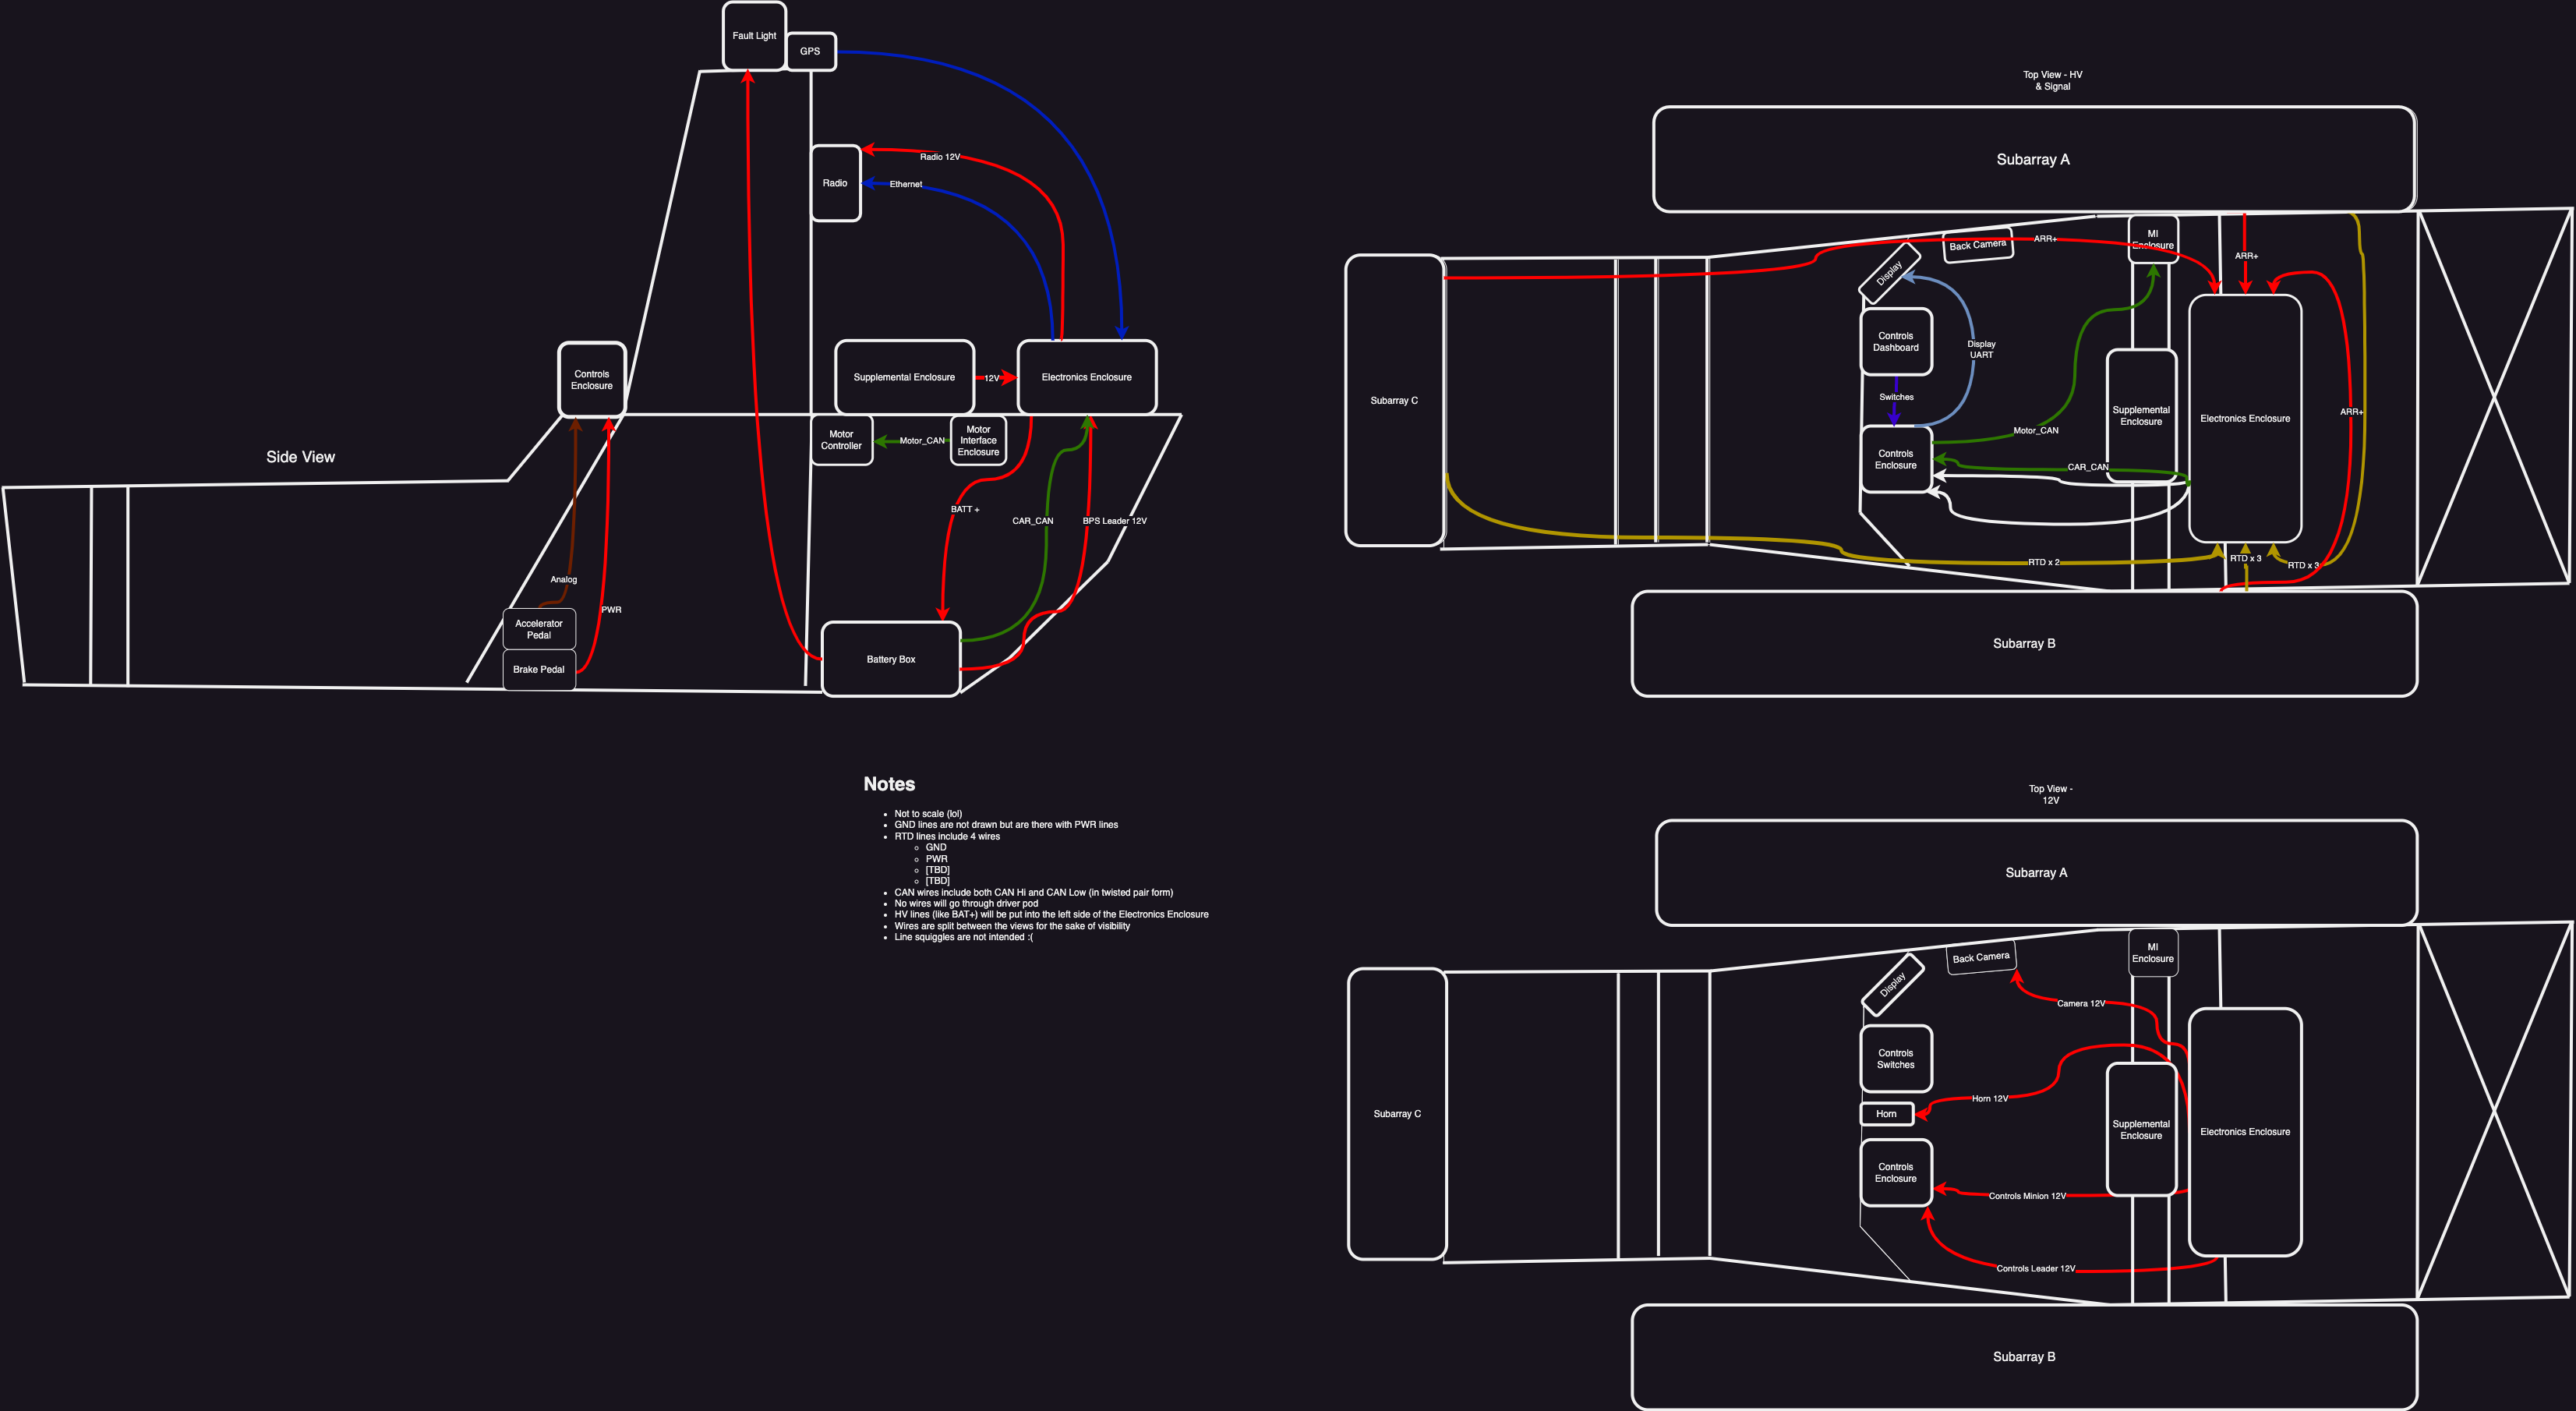 Fault Light
GPS
Radio 12V
Radio
Ethernet
Controls
Enclosure
Supplemental Enclosure
12V
Electronics Enclosure
Motor
Controller
Motor_CAN
Motor
Interface
Enclosure
Side View
BATT +
CAR_CAN
BPS Leader 12V
Analog
PWR
Accelerator
Pedal
Brake Pedal
Battery Box
Top View - HV
& Signal
Subarray A
MI
Enclosure
Back Camera
ARR+
ARR+
Display
Controls
Dashboard
Display
UART
Switches
Subarray C
Supplemental
Enclosure
Electronics Enclosure
ARR+
Motor_CAN
Controls
Enclosure
CAR_CAN
RTD x 2
RTD x 3
RTD x 3
Subarray B
Notes
Not to scale (lol)
GND lines are not drawn but are there with PWR lines
RTD lines include 4 wires
GND
PWR
[TBD]
[TBD]
CAN wires include both CAN Hi and CAN Low (in twisted pair form)
No wires will go through driver pod
HV lines (like BAT+) will be put into the left side of the Electronics Enclosure
Wires are split between the views for the sake of visibility
Line squiggles are not intended :(
Top View -
12V
Subarray A
MI
Enclosure
Back Camera
Display
Camera 12V
Controls
Switches
Horn 12V
Horn
Subarray C
Supplemental
Enclosure
Electronics Enclosure
Controls
Enclosure
Controls Minion 12V
Controls Leader 12V
Subarray B